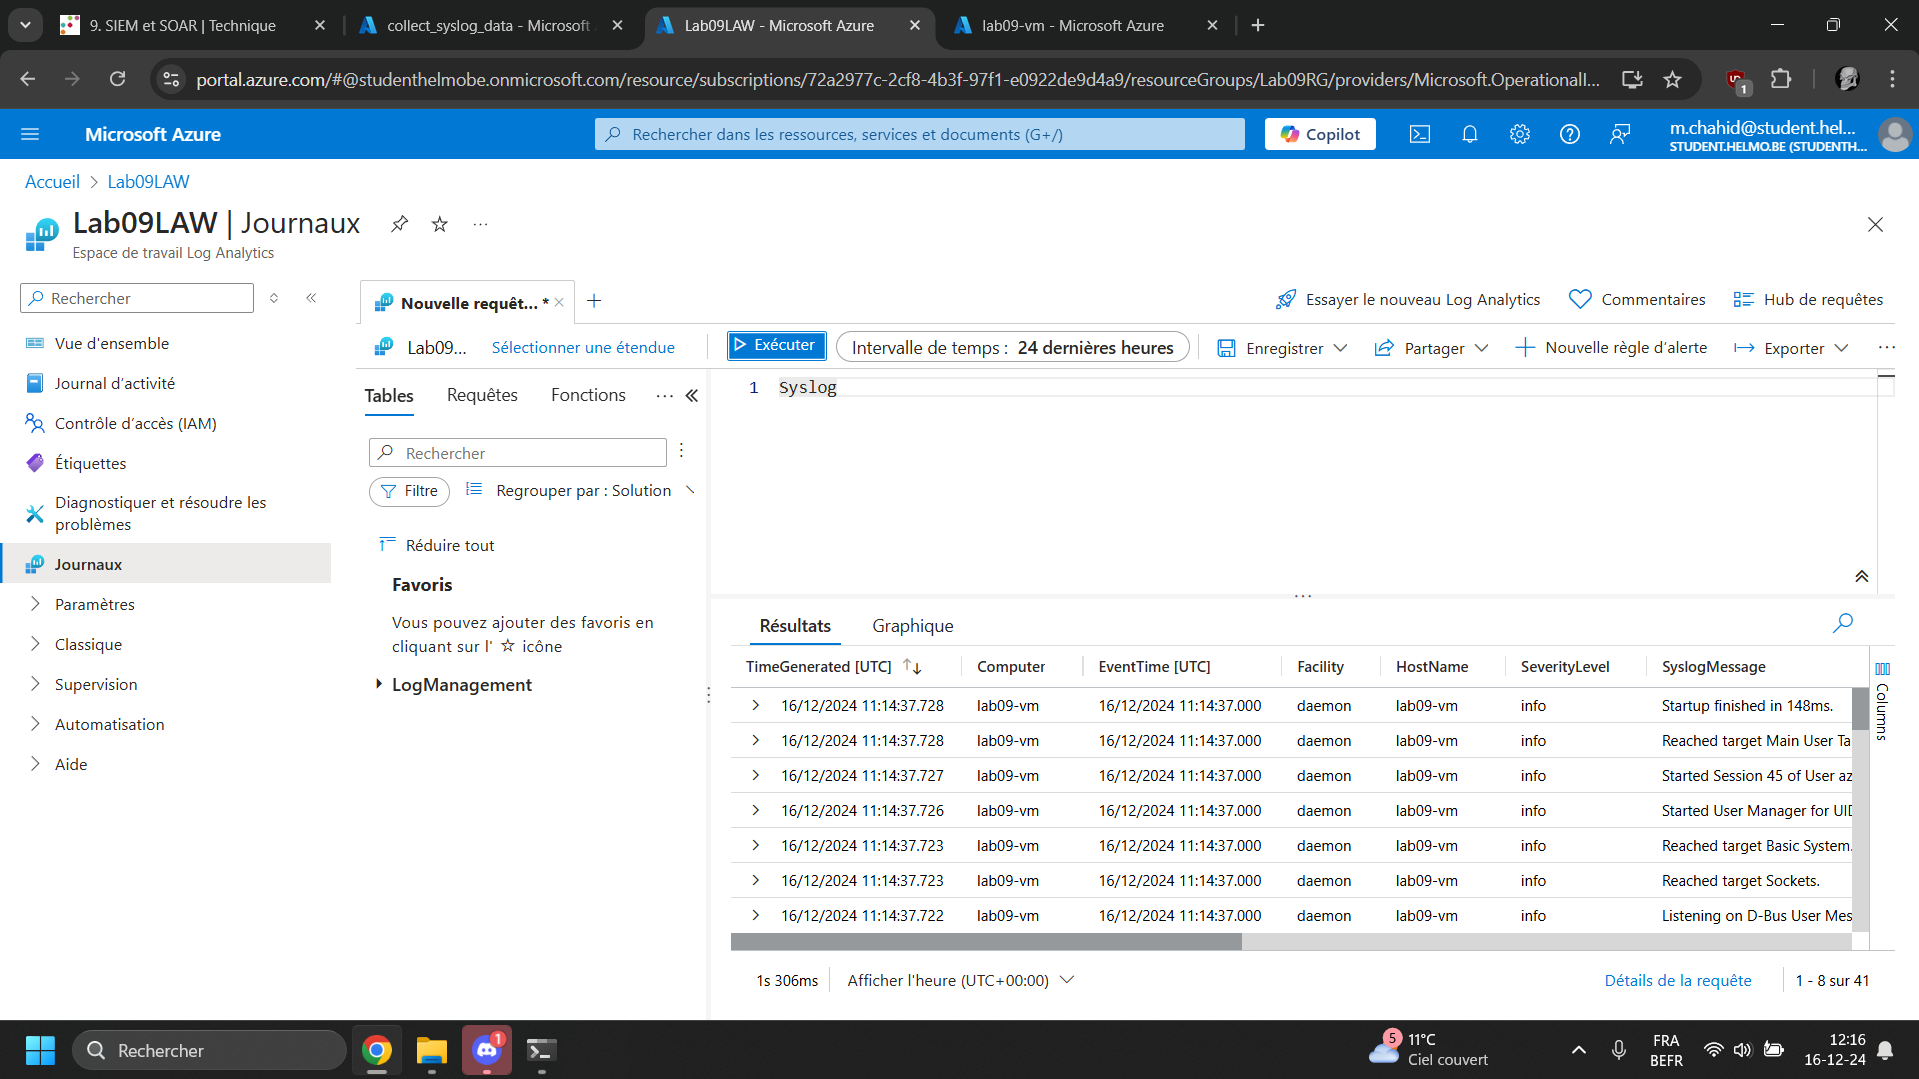 9. SIEM et SOAR | Technique
collect_syslog_data - Microsoft
Lab09LAW - Microsoft Azure
lab09-vm - Microsoft Azure
portal.azure.com/#@studenthelmobe.onmicrosoft.com/resource/subscriptions/72a2977c-2cf8-4b3f-97f1-e0922de9d4a9/resourceGroups/Lab09RG/providers/Microsoft.OperationalI...
1
Microsoft Azure
Rechercher dans les ressources, services et documents (G+/)
Copilot
m.chahid@student.hel...
STUDENT.HELMO.BE (STUDENTH...
Accueil > Lab09LAW
Lab09LAW | Journaux
Espace de travail Log Analytics
Rechercher
Vue d'ensemble
Journal d’activité
Contrôle d’accès (IAM)
Étiquettes
Diagnostiquer et résoudre les
problèmes
Journaux
Paramètres
Classique
Supervision
Automatisation
Aide
Nouvelle requêt... *
Essayer le nouveau Log Analytics
Commentaires
Hub de requêtes
Lab09...
Sélectionner une étendue
Exécuter
Intervalle de temps : 24 dernières heures
Enregistrer
Partager
Nouvelle règle d’alerte
Exporter
Tables
Requêtes
Fonctions
Rechercher
Filtre
Regrouper par : Solution
Réduire tout
Favoris
Vous pouvez ajouter des favoris en
cliquant sur l' ☆ icône
LogManagement
1 Syslog
Résultats
Graphique
TimeGenerated [UTC] Computer EventTime [UTC] Facility HostName SeverityLevel SyslogMessage
16/12/2024 11:14:37.728 lab09-vm 16/12/2024 11:14:37.000 daemon lab09-vm info Startup finished in 148ms.
16/12/2024 11:14:37.728 lab09-vm 16/12/2024 11:14:37.000 daemon lab09-vm info Reached target Main User Ta
16/12/2024 11:14:37.727 lab09-vm 16/12/2024 11:14:37.000 daemon lab09-vm info Started Session 45 of User az
16/12/2024 11:14:37.726 lab09-vm 16/12/2024 11:14:37.000 daemon lab09-vm info Started User Manager for UID
16/12/2024 11:14:37.723 lab09-vm 16/12/2024 11:14:37.000 daemon lab09-vm info Reached target Basic System.
16/12/2024 11:14:37.723 lab09-vm 16/12/2024 11:14:37.000 daemon lab09-vm info Reached target Sockets.
16/12/2024 11:14:37.722 lab09-vm 16/12/2024 11:14:37.000 daemon lab09-vm info Listening on D-Bus User Mes
Columns
1s 306ms
Afficher l'heure (UTC+00:00)
Détails de la requête
1 - 8 sur 41
Rechercher
1
5
11°C
Ciel couvert
FRA
BEFR
12:16
16-12-24